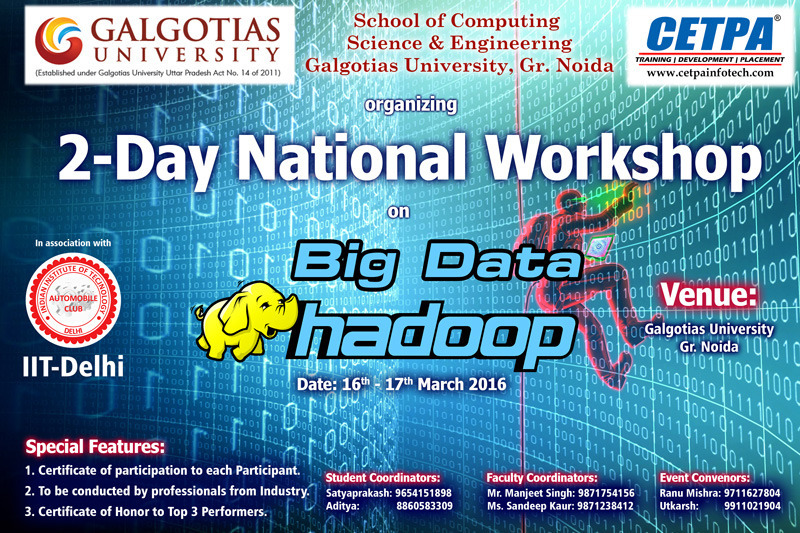 GALGOTIAS
UNIVERSITY
(Established under Galgotias University Uttar Pradesh Act No. 14 of 2011)
School of Computing
Science & Engineering
Galgotias University, Gr. Noida
CETPA®
TRAINING | DEVELOPMENT | PLACEMENT
www.cetpainfotech.com
organizing
2-Day National Workshop
on
In association with
INDIAN INSTITUTE OF TECHNOLOGY
AUTOMOBILE
CLUB
DELHI
IIT-Delhi
Big Data
hadoop
Date: 16th - 17th March 2016
Venue:
Galgotias University
Gr. Noida
Special Features:
1. Certificate of participation to each Participant.
2. To be conducted by professionals from Industry.
3. Certificate of Honor to Top 3 Performers.
Student Coordinators:
Satyaprakash: 9654151898
Aditya: 8860583309
Faculty Coordinators:
Mr. Manjeet Singh: 9871754156
Ms. Sandeep Kaur: 9871238412
Event Convenors:
Ranu Mishra: 9711627804
Utkarsh: 9911021904